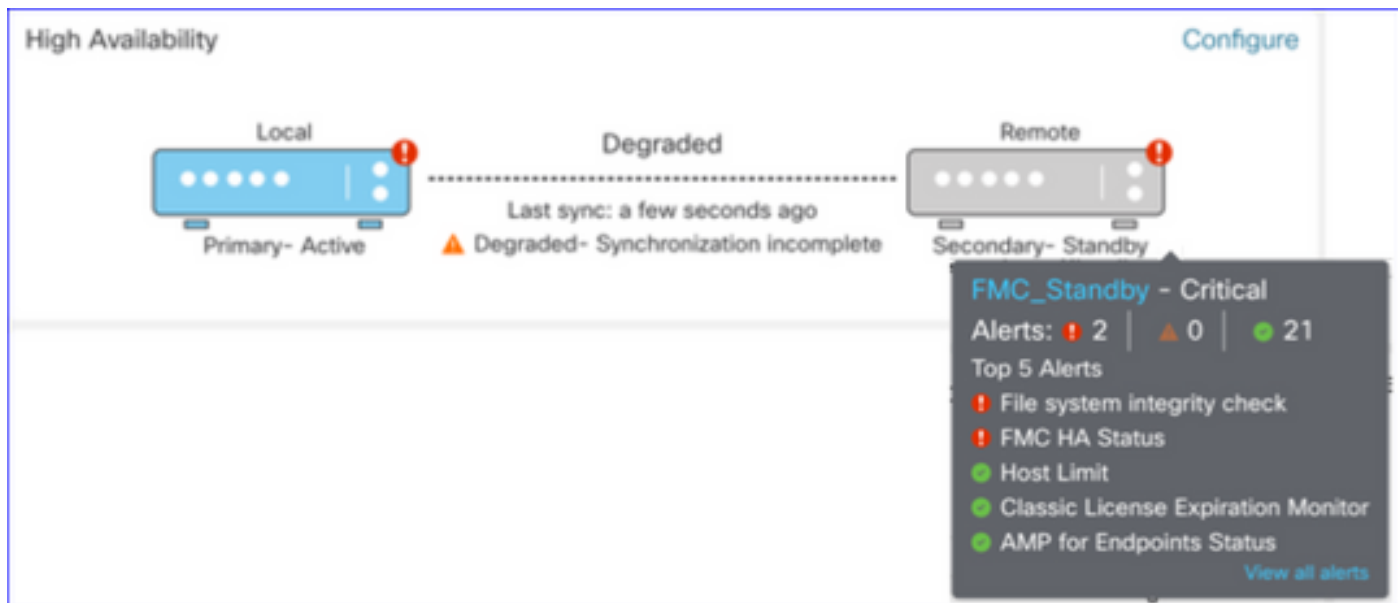 High Availability
Configure
Local
Degraded
Remote
Last sync: a few seconds ago
Primary- Active
Degraded- Synchronization incomplete
Secondary- Standby
FMC_Standby - Critical
Alerts: 2 0 21
Top 5 Alerts
File system integrity check
FMC HA Status
Host Limit
Classic License Expiration Monitor
AMP for Endpoints Status
View all alerts